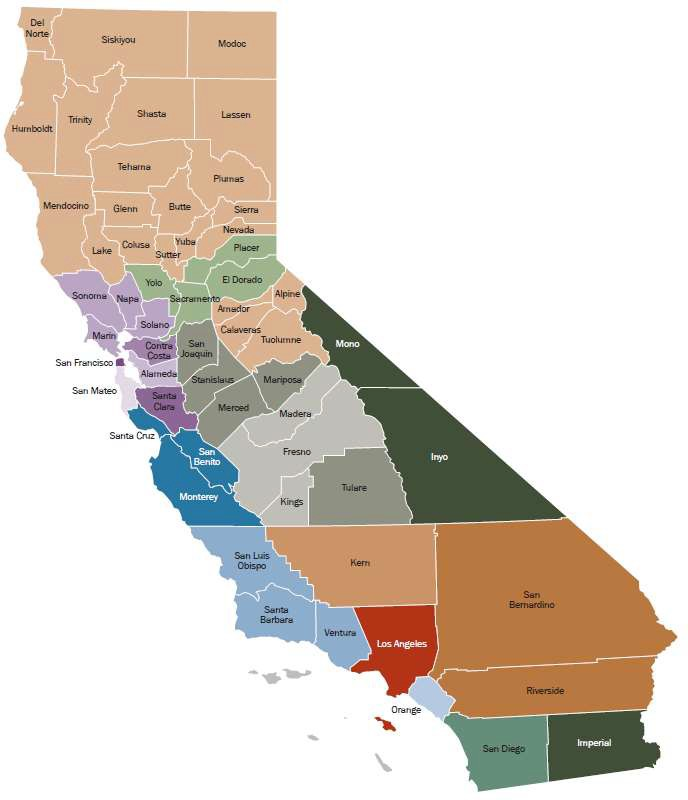 Del
Norte
Siskiyou
Modoc
Humboldt
Trinity
Shasta
Lassen
Tehama
Plumas
Mendocino
Glenn
Butte
Sierra
Nevada
Lake
Colusa
Sutter
Yuba
Placer
Yolo
El Dorado
Sonoma
Napa
Sacramento
Alpine
Solano
Amador
Marin
Calaveras
Contra
Costa
San
Joaquin
Tuolumne
Mono
San Francisco
Alameda
Stanislaus
Mariposa
San Mateo
Santa
Clara
Merced
Madera
Santa Cruz
San
Benito
Fresno
Inyo
Monterey
Kings
Tulare
San Luis
Obispo
Kern
San
Bernardino
Santa
Barbara
Ventura
Los Angeles
Orange
Riverside
San Diego
Imperial